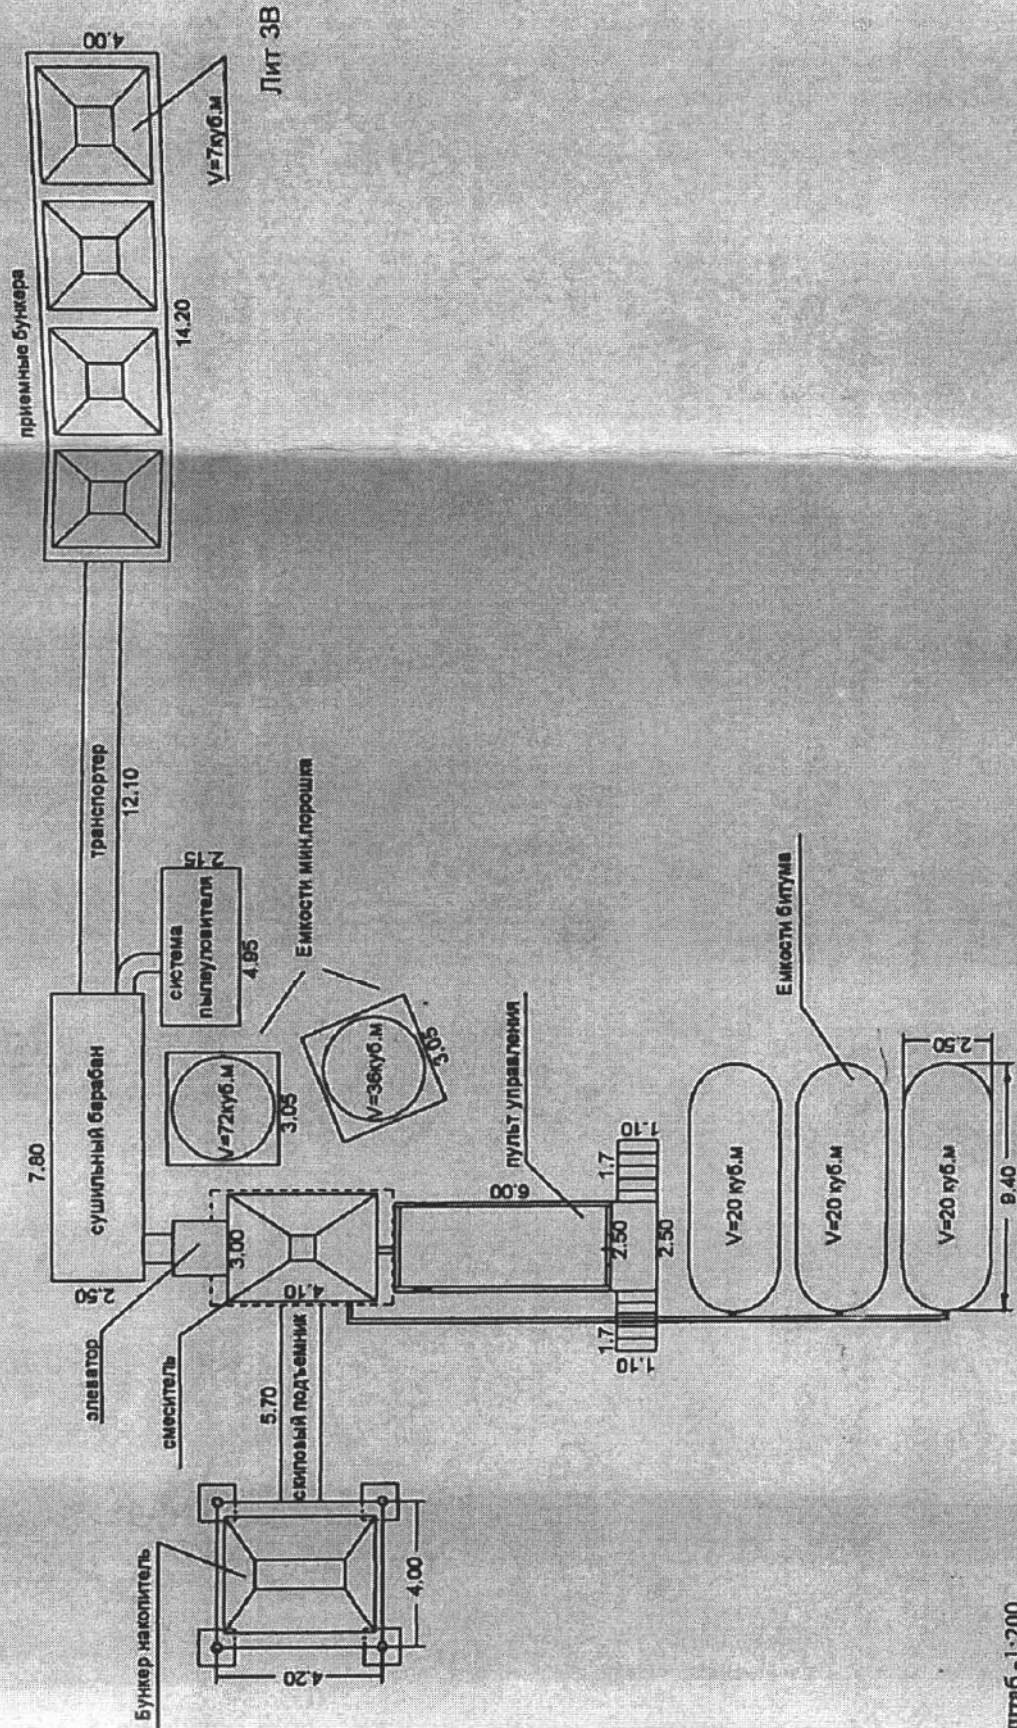 Лит 3В
4.00
приемные бункера
V=7куб.м
14.20
транспортер
12.10
7.80
сушильный барабан
2.50
система
пылеуловителя
2.15
4.95
Емкости мин.порошка
V=72куб.м
3.05
V=36куб.м
3.05
элеватор
смеситель
3.00
4.10
пульт управления
6.00
2.50
2.50
1.7
1.10
1.7
1.10
5.70
скиповый подъемник
Бункер накопитель
4.20
4.00
Емкости битума
V=20 куб.м
V=20 куб.м
V=20 куб.м
2.50
9.40
1:200